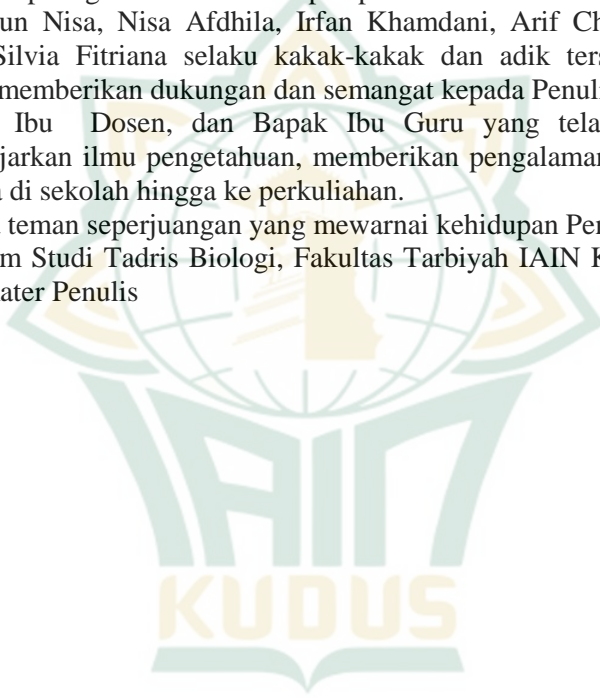 un Nisa, Nisa Afdhila, Irfan Khamdani, Arif Ch
Silvia Fitriana selaku kakak-kakak dan adik ters
memberikan dukungan dan semangat kepada Penuli
Ibu Dosen, dan Bapak Ibu Guru yang tela
jarkan ilmu pengetahuan, memberikan pengalaman
di sekolah hingga ke perkuliahan.
teman seperjuangan yang mewarnai kehidupan Pe
m Studi Tadris Biologi, Fakultas Tarbiyah IAIN K
ater Penulis
IAIN
KUDUS